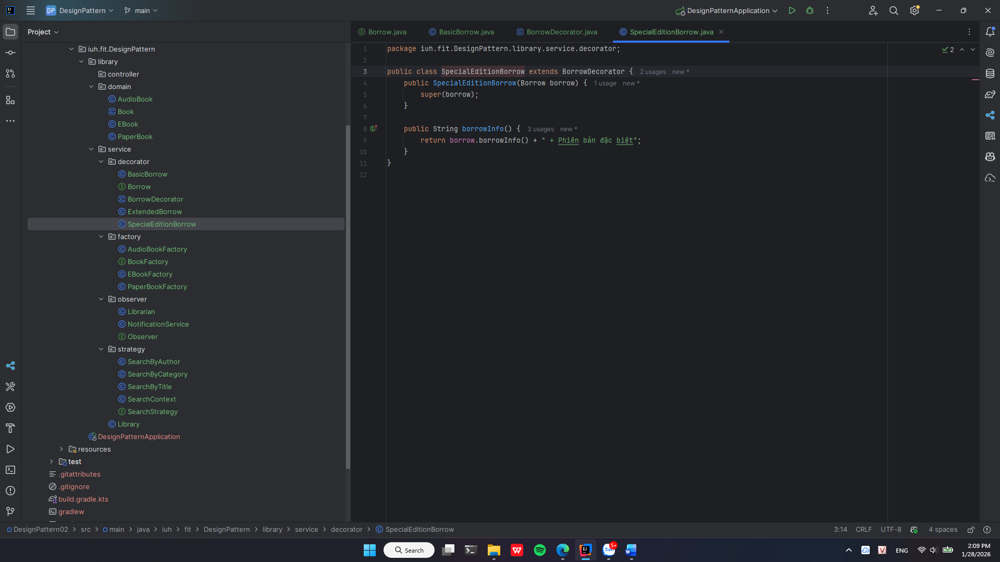 DP DesignPattern main DesignPatternApplication
Project
Borrow.java BasicBorrow.java BorrowDecorator.java SpecialEditionBorrow.java
iuh.fit.DesignPattern
library
controller
domain
AudioBook
Book
EBook
PaperBook
service
decorator
BasicBorrow
Borrow
BorrowDecorator
ExtendedBorrow
SpecialEditionBorrow
factory
AudioBookFactory
BookFactory
EBookFactory
PaperBookFactory
observer
Librarian
NotificationService
Observer
strategy
SearchByAuthor
SearchByCategory
SearchByTitle
SearchContext
SearchStrategy
Library
DesignPatternApplication
resources
test
.gitattributes
.gitignore
build.gradle.kts
gradlew
1 package iuh.fit.DesignPattern.library.service.decorator; 2
2
3 public class SpecialEditionBorrow extends BorrowDecorator { 2 usages new *
4 public SpecialEditionBorrow(Borrow borrow) { 1 usage new *
5 super(borrow);
6 }
7
8 public String borrowInfo() { 3 usages new *
9 return borrow.borrowInfo() + " + Phiên bản đặc biệt";
10 }
11 }
12
DesignPattern02 > src > main > java > iuh > fit > DesignPattern > library > service > decorator > SpecialEditionBorrow 3:14 CRLF UTF-8 4 spaces
Search 5+ Zalo ENG 2:09 PM
1/28/2026